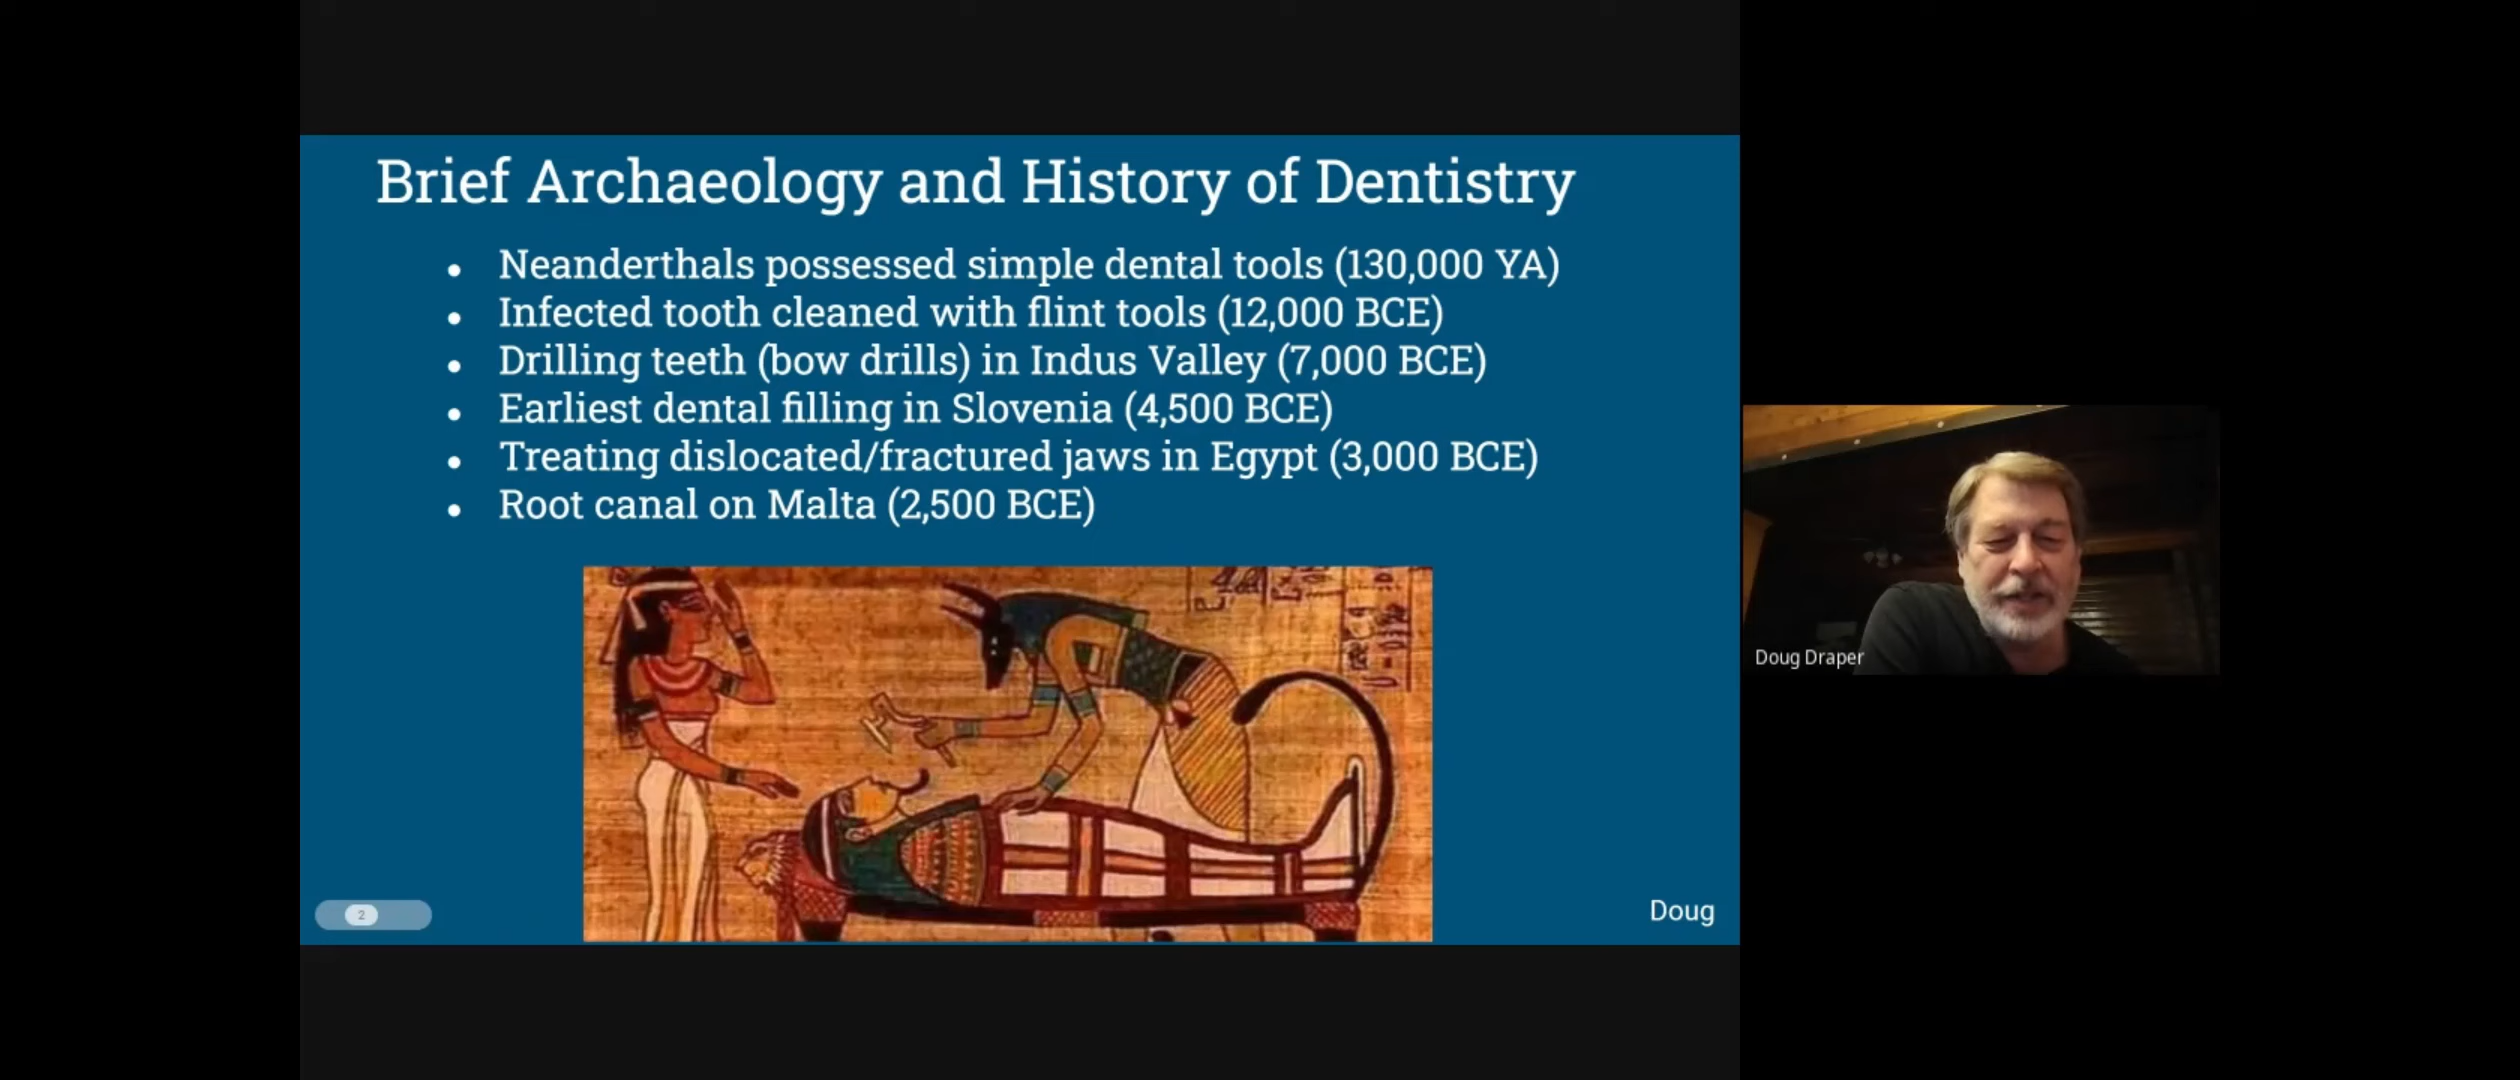 Brief Archaeology and History of Dentistry
• Neanderthals possessed simple dental tools (130,000 YA)
• Infected tooth cleaned with flint tools (12,000 BCE)
• Drilling teeth (bow drills) in Indus Valley (7,000 BCE)
• Earliest dental filling in Slovenia (4,500 BCE)
• Treating dislocated/fractured jaws in Egypt (3,000 BCE)
• Root canal on Malta (2,500 BCE)
2
Doug
Doug Draper